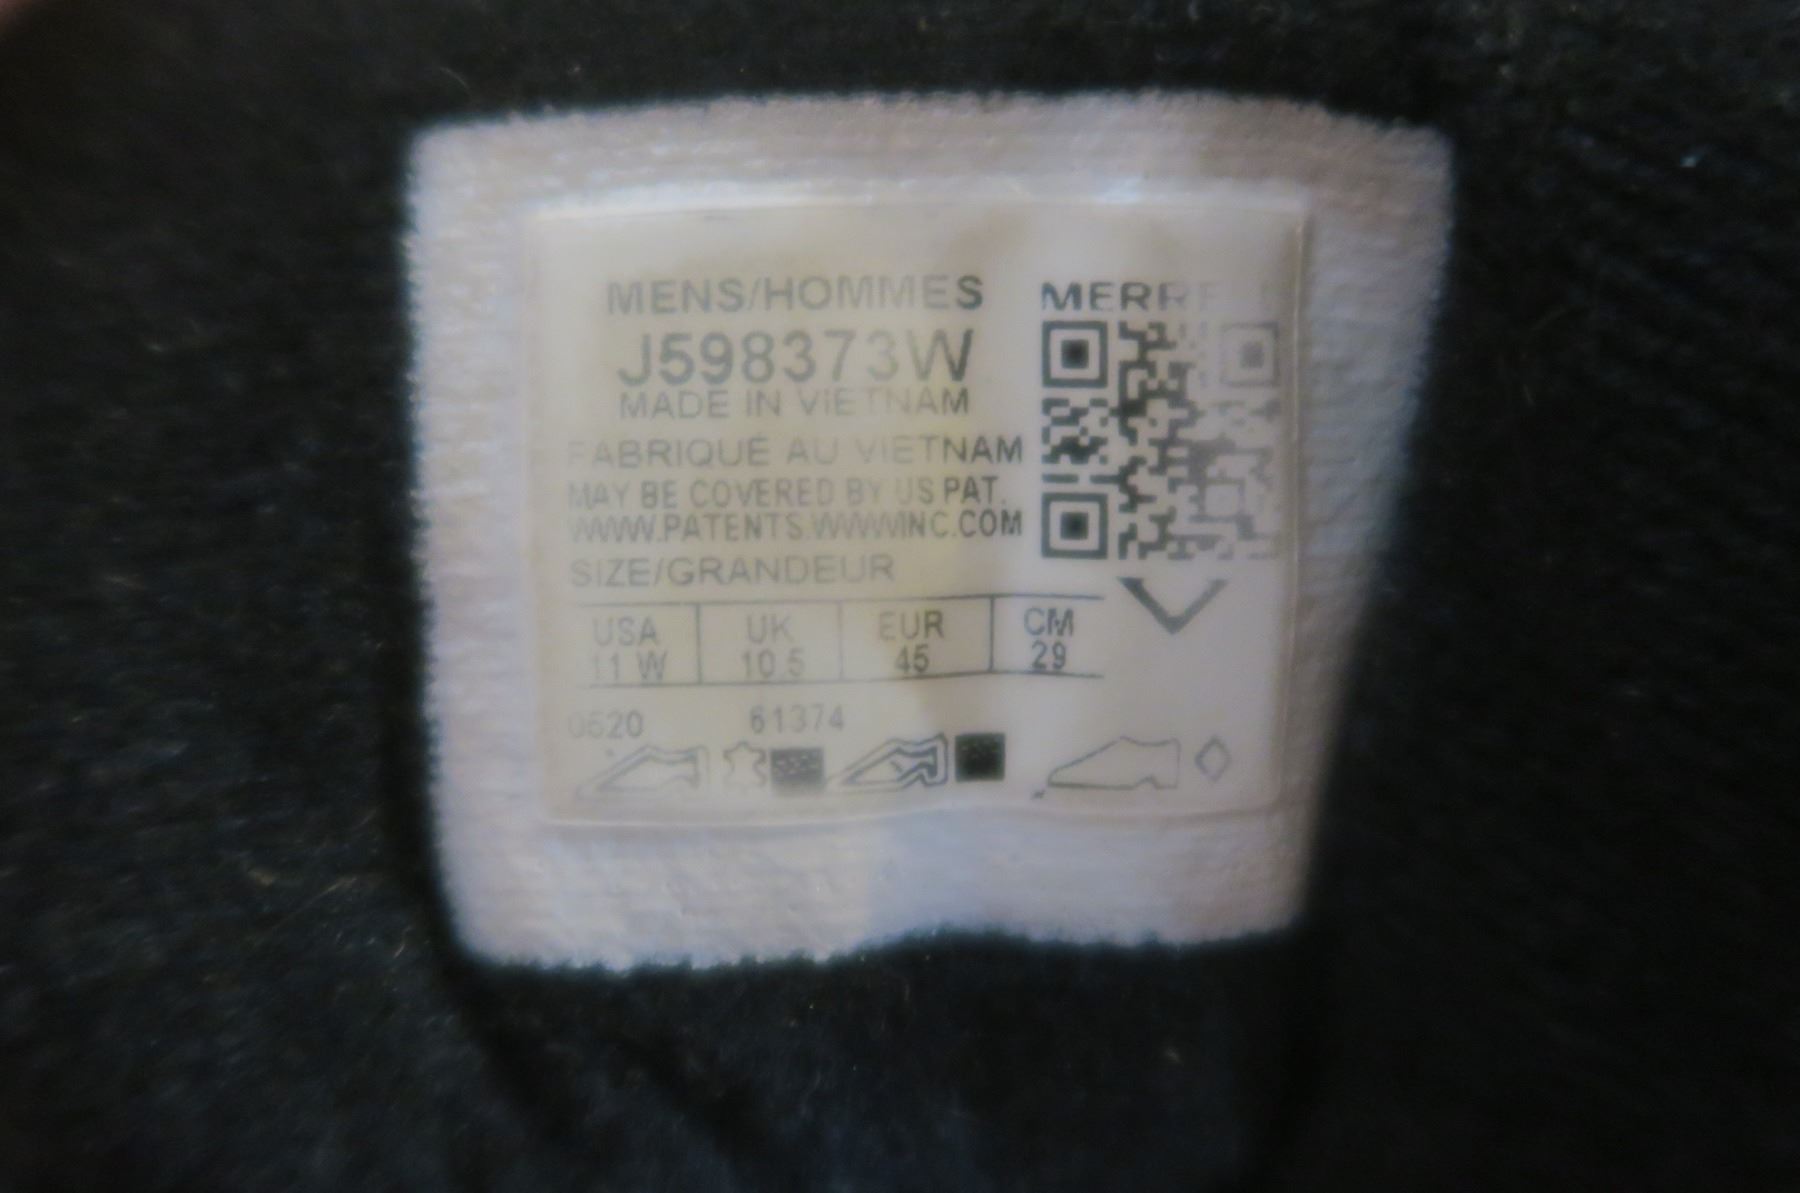 MENS/HOMMES
J598373W
MADE IN VIETNAM
FABRIQUÉ AU VIETNAM
MAY BE COVERED BY US PAT.
WWW.PATENTS.WWWINC.COM
SIZE/GRANDEUR
USA UK EUR CM
11 W 10.5 45 29
0520 61374